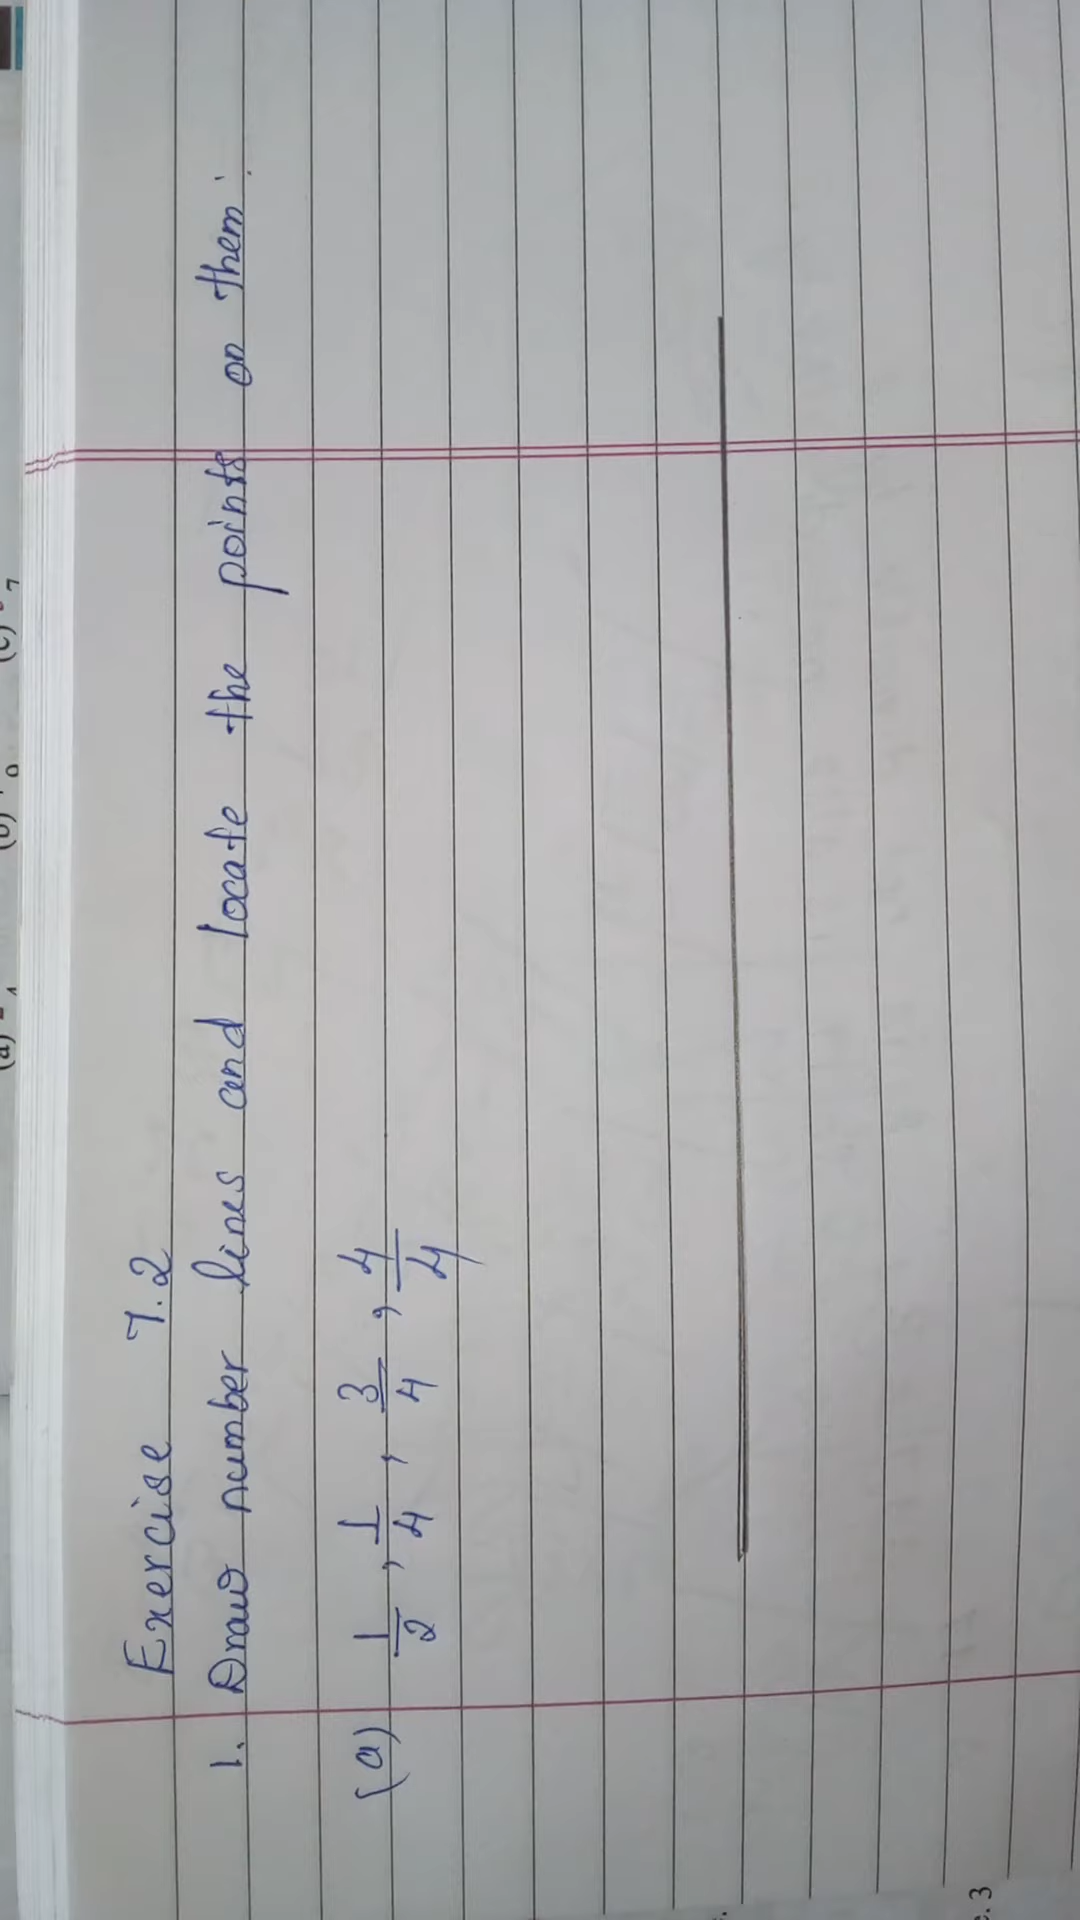 Exercise 7.2
1. Draw number lines and locate the points on them:
(a) 1/2, 1/4, 3/4, 4/4